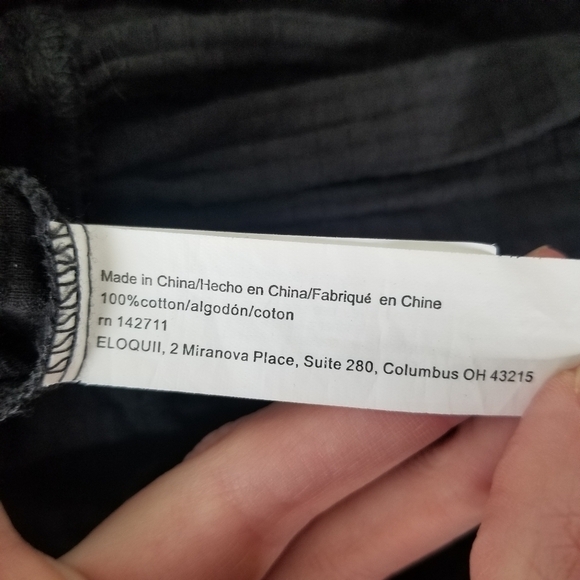 Made in China/Hecho en China/Fabriqué en Chine
100%cotton/algodón/coton
rn 142711
ELOQUII, 2 Miranova Place, Suite 280, Columbus OH 43215